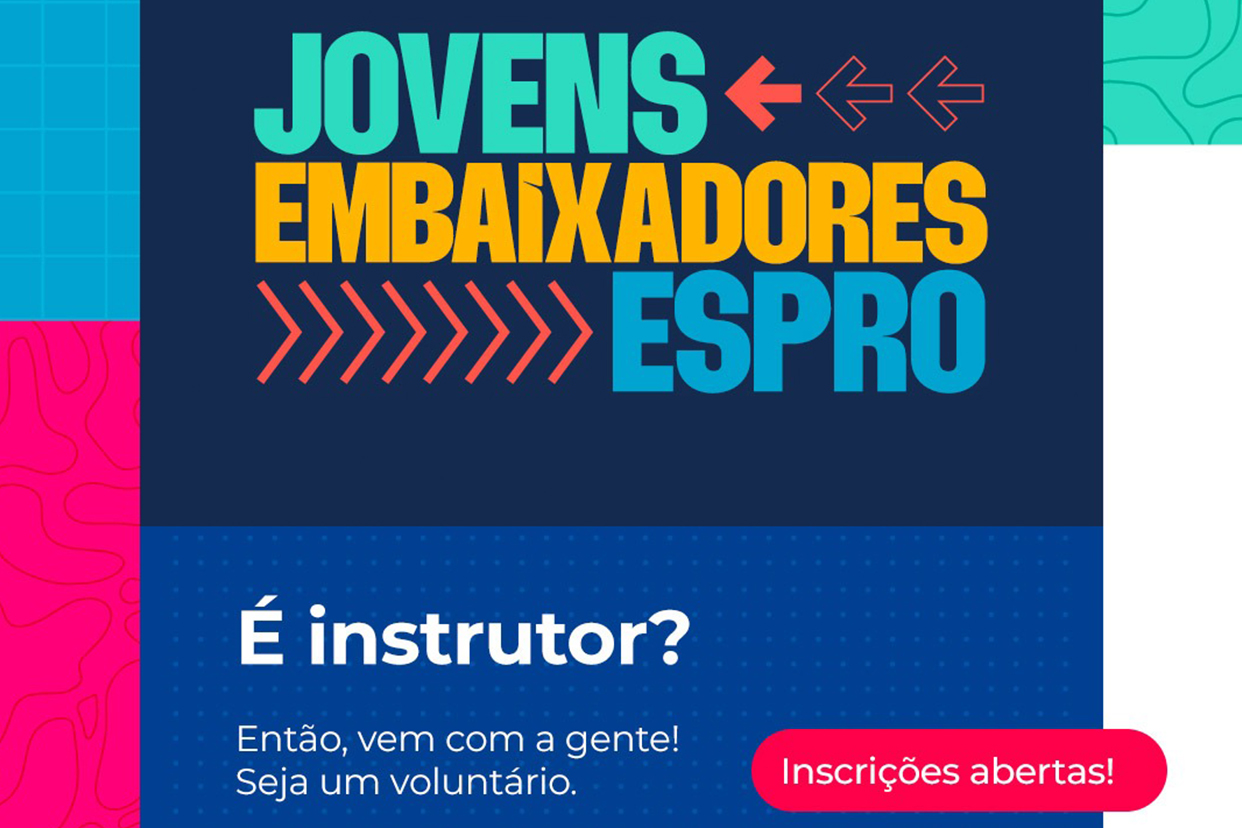 JOVENS
EMBAIXADORES
ESPRO
É instrutor?
Então, vem com a gente!
Seja um voluntário.
Inscrições abertas!